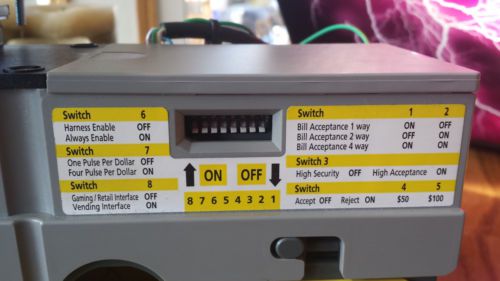 Switch 6
Harness Enable OFF
Always Enable ON
Switch 7
One Pulse Per Dollar OFF
Four Pulse Per Dollar ON
Switch 8
Gaming / Retail Interface OFF
Vending Interface ON
ON OFF
8 7 6 5 4 3 2 1
Switch 1 2
Bill Acceptance 1 way OFF ON
Bill Acceptance 2 way OFF OFF
Bill Acceptance 4 way ON ON
Switch 3
High Security OFF High Acceptance ON
Switch 4 5
Accept OFF Reject ON $50 $100